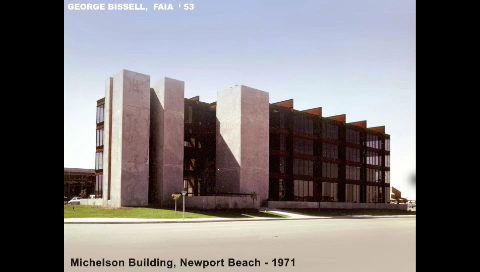 GEORGE BISSELL, FAIA '53
Michelson Building, Newport Beach - 1971